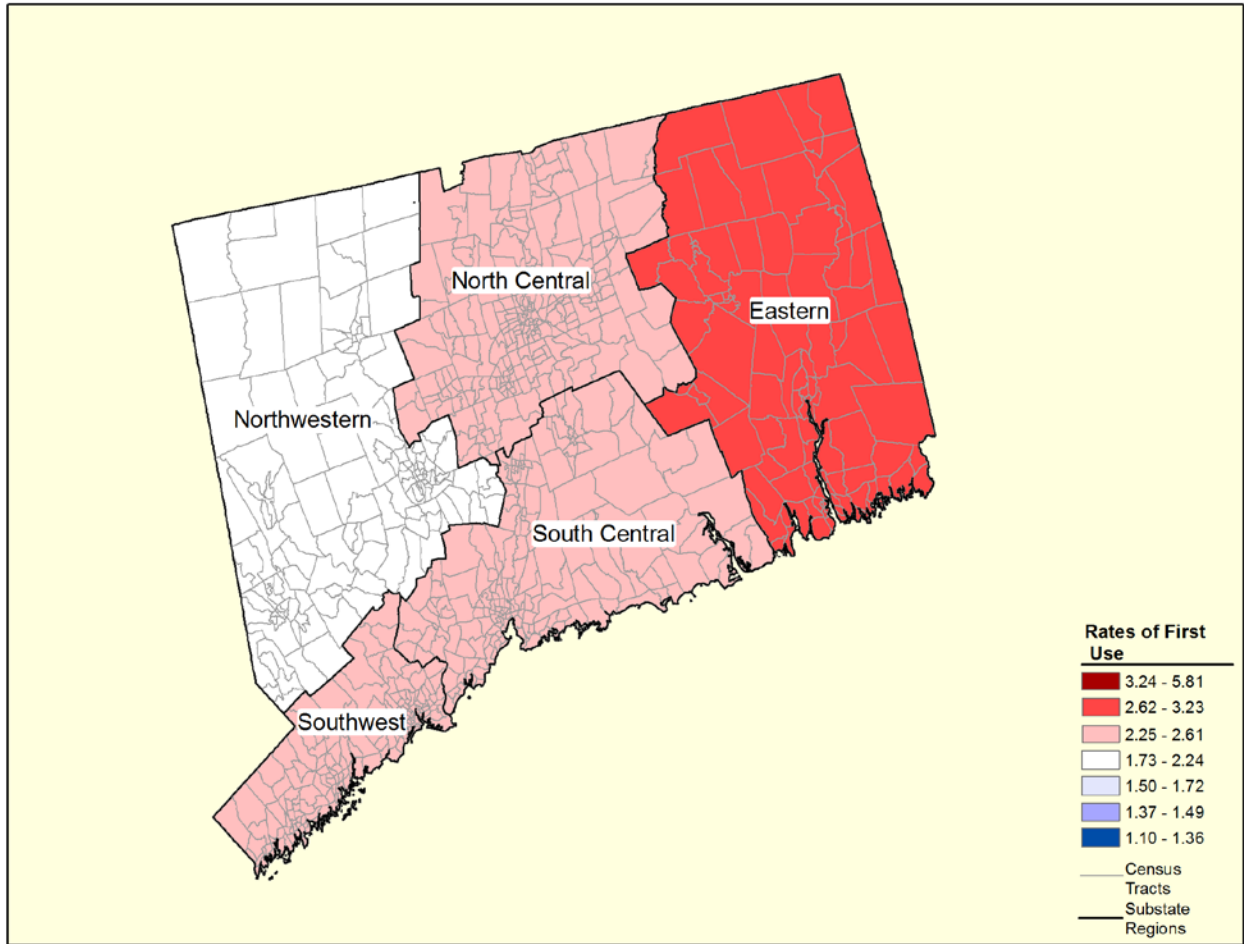 North Central
Eastern
Northwestern
South Central
Southwest
Rates of First
Use
3.24 - 5.81
2.62 - 3.23
2.25 - 2.61
1.73 - 2.24
1.50 - 1.72
1.37 - 1.49
1.10 - 1.36
Census
Tracts
Substate
Regions